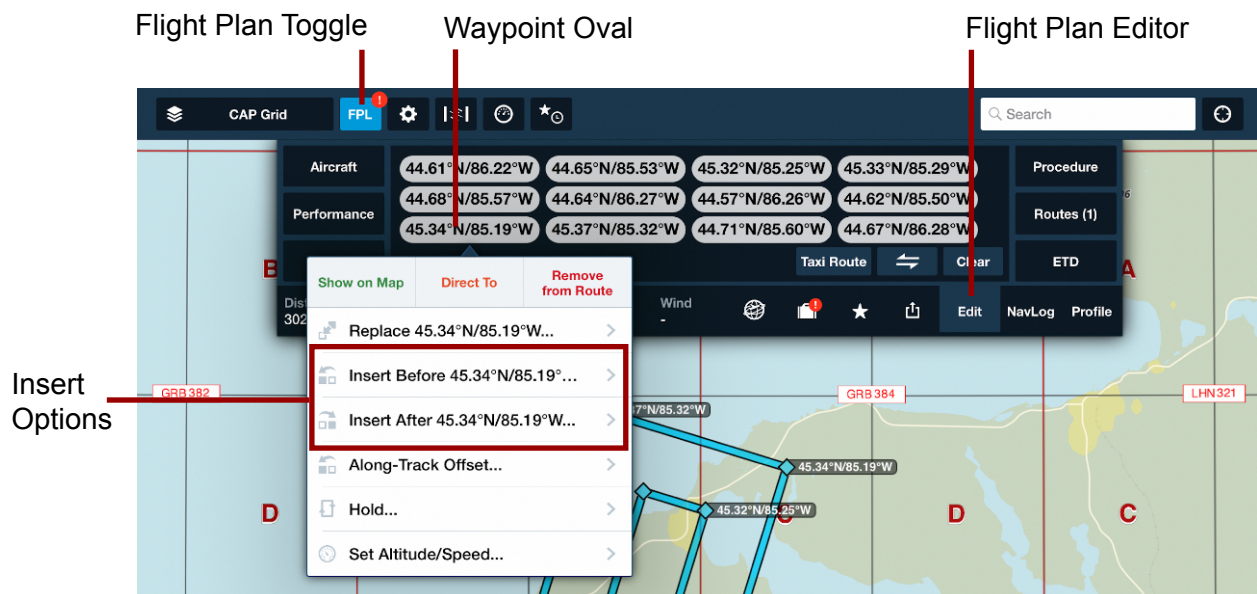 Flight Plan Toggle
Waypoint Oval
Flight Plan Editor
CAP Grid
FPL
!
Search
Aircraft
44.61°N/86.22°W
44.65°N/85.53°W
45.32°N/85.25°W
45.33°N/85.29°W
Procedure
Performance
44.68°N/85.57°W
44.64°N/86.27°W
44.57°N/86.26°W
44.62°N/85.50°W
Routes (1)
45.34°N/85.19°W
45.37°N/85.32°W
44.71°N/85.60°W
44.67°N/86.28°W
B
Taxi Route
Clear
ETD
A
Show on Map
Direct To
Remove
from Route
Dist
302
Wind
-
!
Edit
NavLog
Profile
Replace 45.34°N/85.19°W...
Insert
Options
Insert Before 45.34°N/85.19°...
Insert After 45.34°N/85.19°W...
GRB 382
GRB 384
LHN 321
7°N/85.32°W
Along-Track Offset...
45.34°N/85.19°W
D
Hold...
45.32°N/85.25°W
D
C
Set Altitude/Speed...